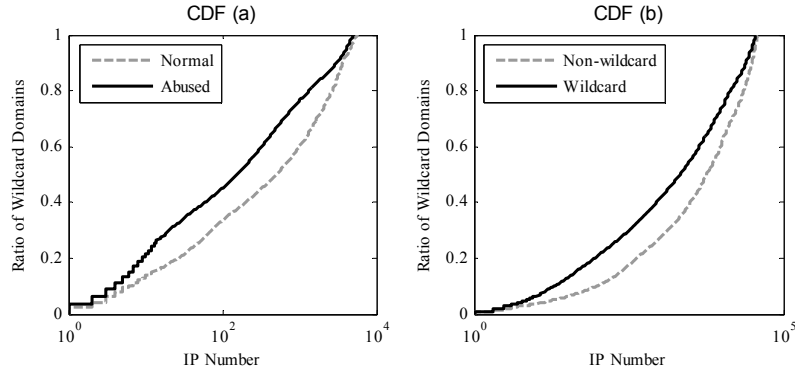 CDF (a)
Normal
Abused
Ratio of Wildcard Domains
1
0.8
0.6
0.4
0.2
0
10^0
10^2
10^4
IP Number
CDF (b)
Non-wildcard
Wildcard
Ratio of Wildcard Domains
1
0.8
0.6
0.4
0.2
0
10^0
10^5
IP Number